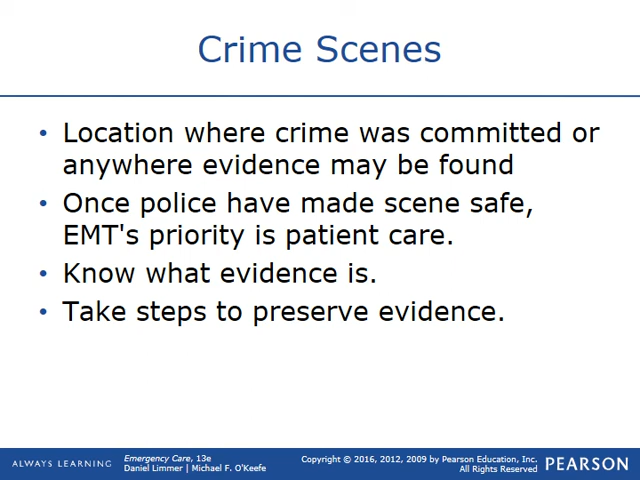 Crime Scenes
• Location where crime was committed or
anywhere evidence may be found
• Once police have made scene safe,
EMT's priority is patient care.
• Know what evidence is.
• Take steps to preserve evidence.
ALWAYS LEARNING
Emergency Care, 13e
Daniel Limmer | Michael F. O'Keefe
Copyright © 2016, 2012, 2009 by Pearson Education, Inc.
All Rights Reserved
PEARSON